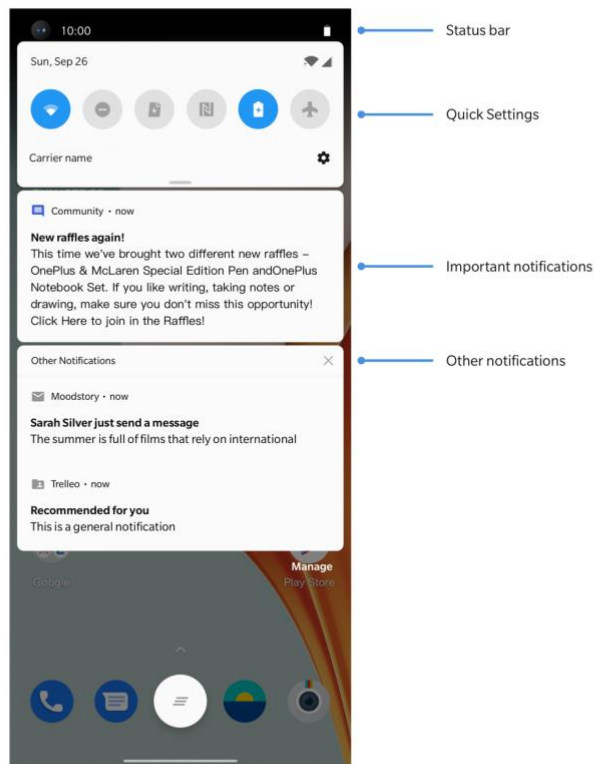 10:00
Status bar
Sun, Sep 26
Quick Settings
Carrier name
Community • now
New raffles again!
This time we've brought two different new raffles –
OnePlus & McLaren Special Edition Pen andOnePlus
Notebook Set. If you like writing, taking notes or
drawing, make sure you don't miss this opportunity!
Click Here to join in the Raffles!
Important notifications
Other Notifications
Other notifications
Moodstory • now
Sarah Silver just send a message
The summer is full of films that rely on international
Trelleo • now
Recommended for you
This is a general notification
Manage
Google
Play Store